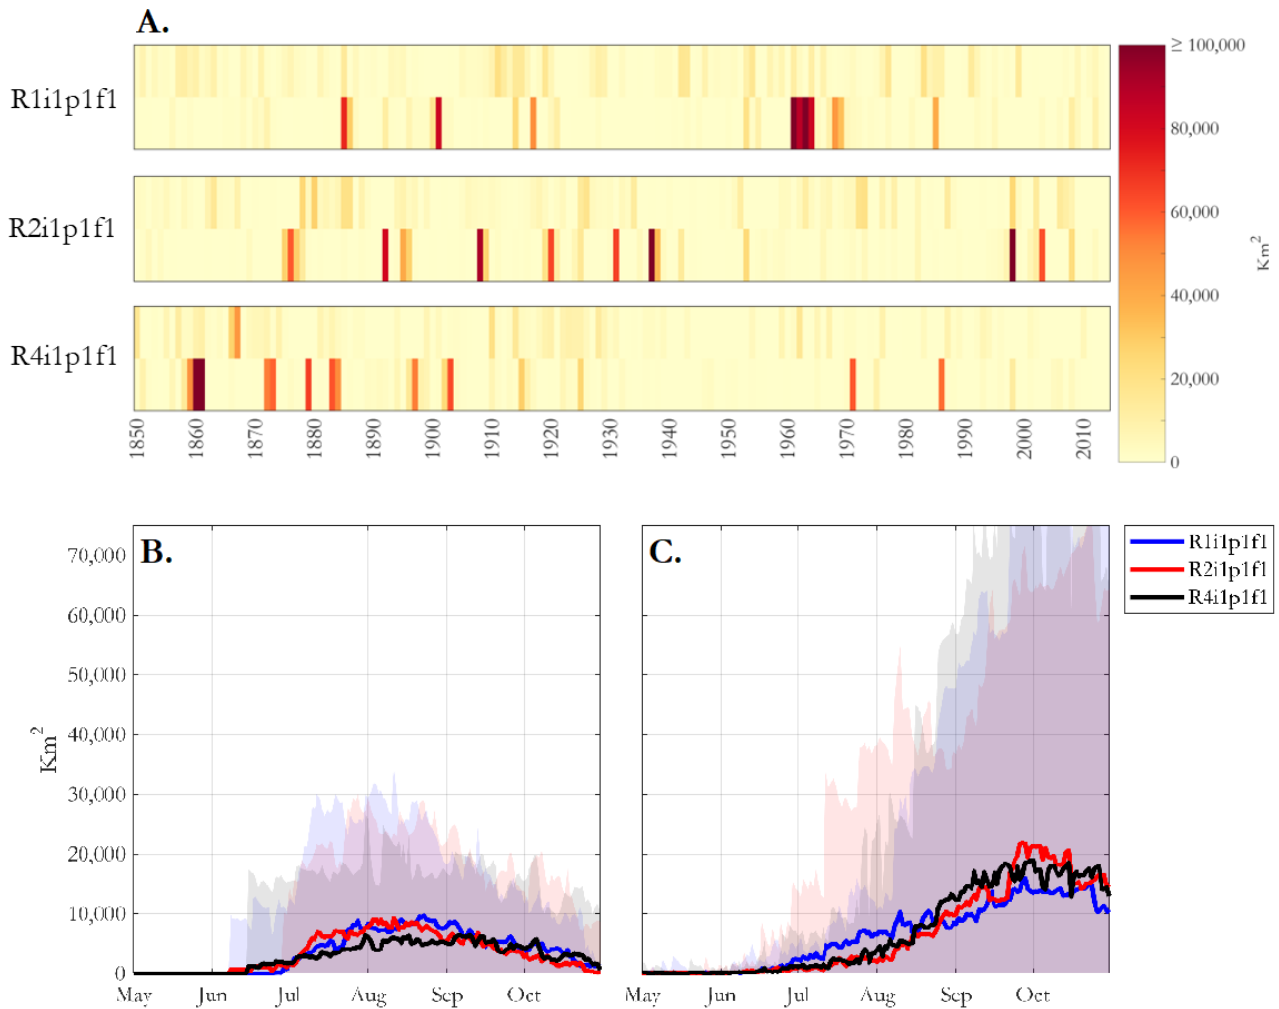 A.
≥ 100,000
R1i1p1f1
80,000
60,000
R2i1p1f1
Km²
40,000
R4i1p1f1
20,000
0
1850 1860 1870 1880 1890 1900 1910 1920 1930 1940 1950 1960 1970 1980 1990 2000 2010
B.
C.
R1i1p1f1
R2i1p1f1
R4i1p1f1
70,000
60,000
50,000
40,000
Km²
30,000
20,000
10,000
0
May Jun Jul Aug Sep Oct
May Jun Jul Aug Sep Oct